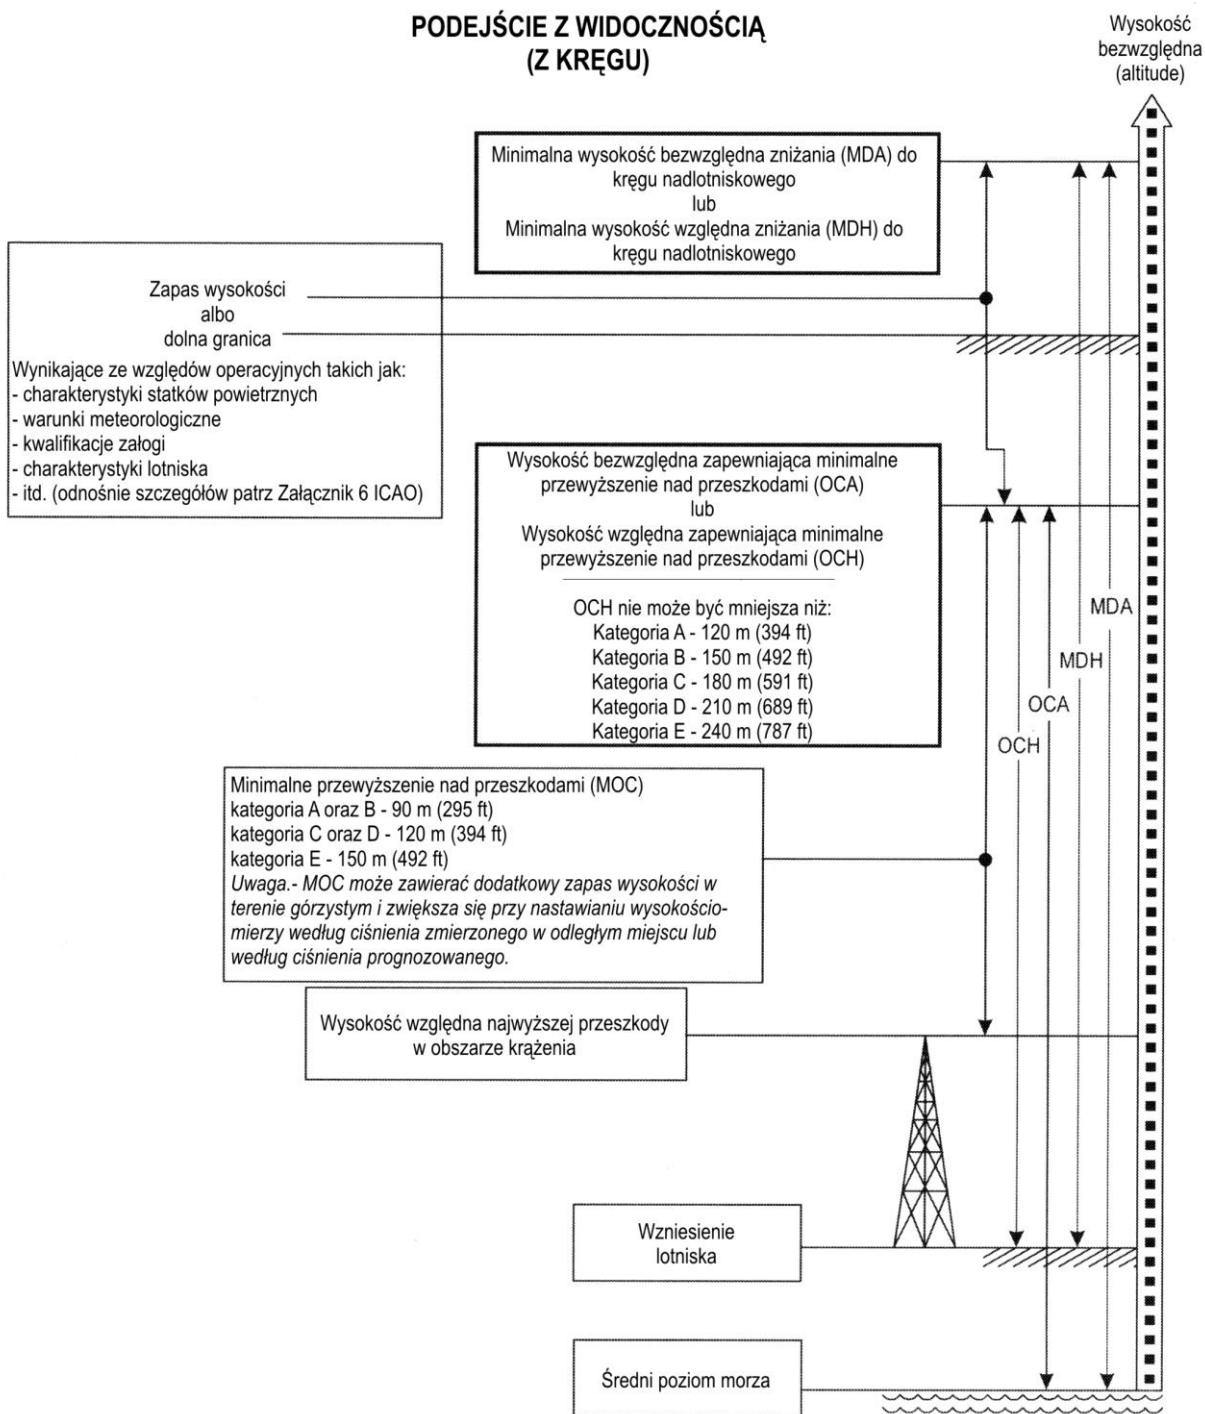 PODEJŚCIE Z WIDOCZNOŚCIĄ
(Z KRĘGU)
Wysokość
bezwzględna
(altitude)
Minimalna wysokość bezwzględna zniżania (MDA) do
kręgu nadlotniskowego
lub
Minimalna wysokość względna zniżania (MDH) do
kręgu nadlotniskowego
Zapas wysokości
albo
dolna granica
Wynikające ze względów operacyjnych takich jak:
- charakterystyki statków powietrznych
- warunki meteorologiczne
- kwalifikacje załogi
- charakterystyki lotniska
- itd. (odnośnie szczegółów patrz Załącznik 6 ICAO)
Wysokość bezwzględna zapewniająca minimalne
przewyższenie nad przeszkodami (OCA)
lub
Wysokość względna zapewniająca minimalne
przewyższenie nad przeszkodami (OCH)
OCH nie może być mniejsza niż:
Kategoria A - 120 m (394 ft)
Kategoria B - 150 m (492 ft)
Kategoria C - 180 m (591 ft)
Kategoria D - 210 m (689 ft)
Kategoria E - 240 m (787 ft)
MDA
MDH
OCA
OCH
Minimalne przewyższenie nad przeszkodami (MOC)
kategoria A oraz B - 90 m (295 ft)
kategoria C oraz D - 120 m (394 ft)
kategoria E - 150 m (492 ft)
Uwaga.- MOC może zawierać dodatkowy zapas wysokości w
terenie górzystym i zwiększa się przy nastawianiu wysokościo-
mierzy według ciśnienia zmierzonego w odległym miejscu lub
według ciśnienia prognozowanego.
Wysokość względna najwyższej przeszkody
w obszarze krążenia
Wzniesienie
lotniska
Średni poziom morza